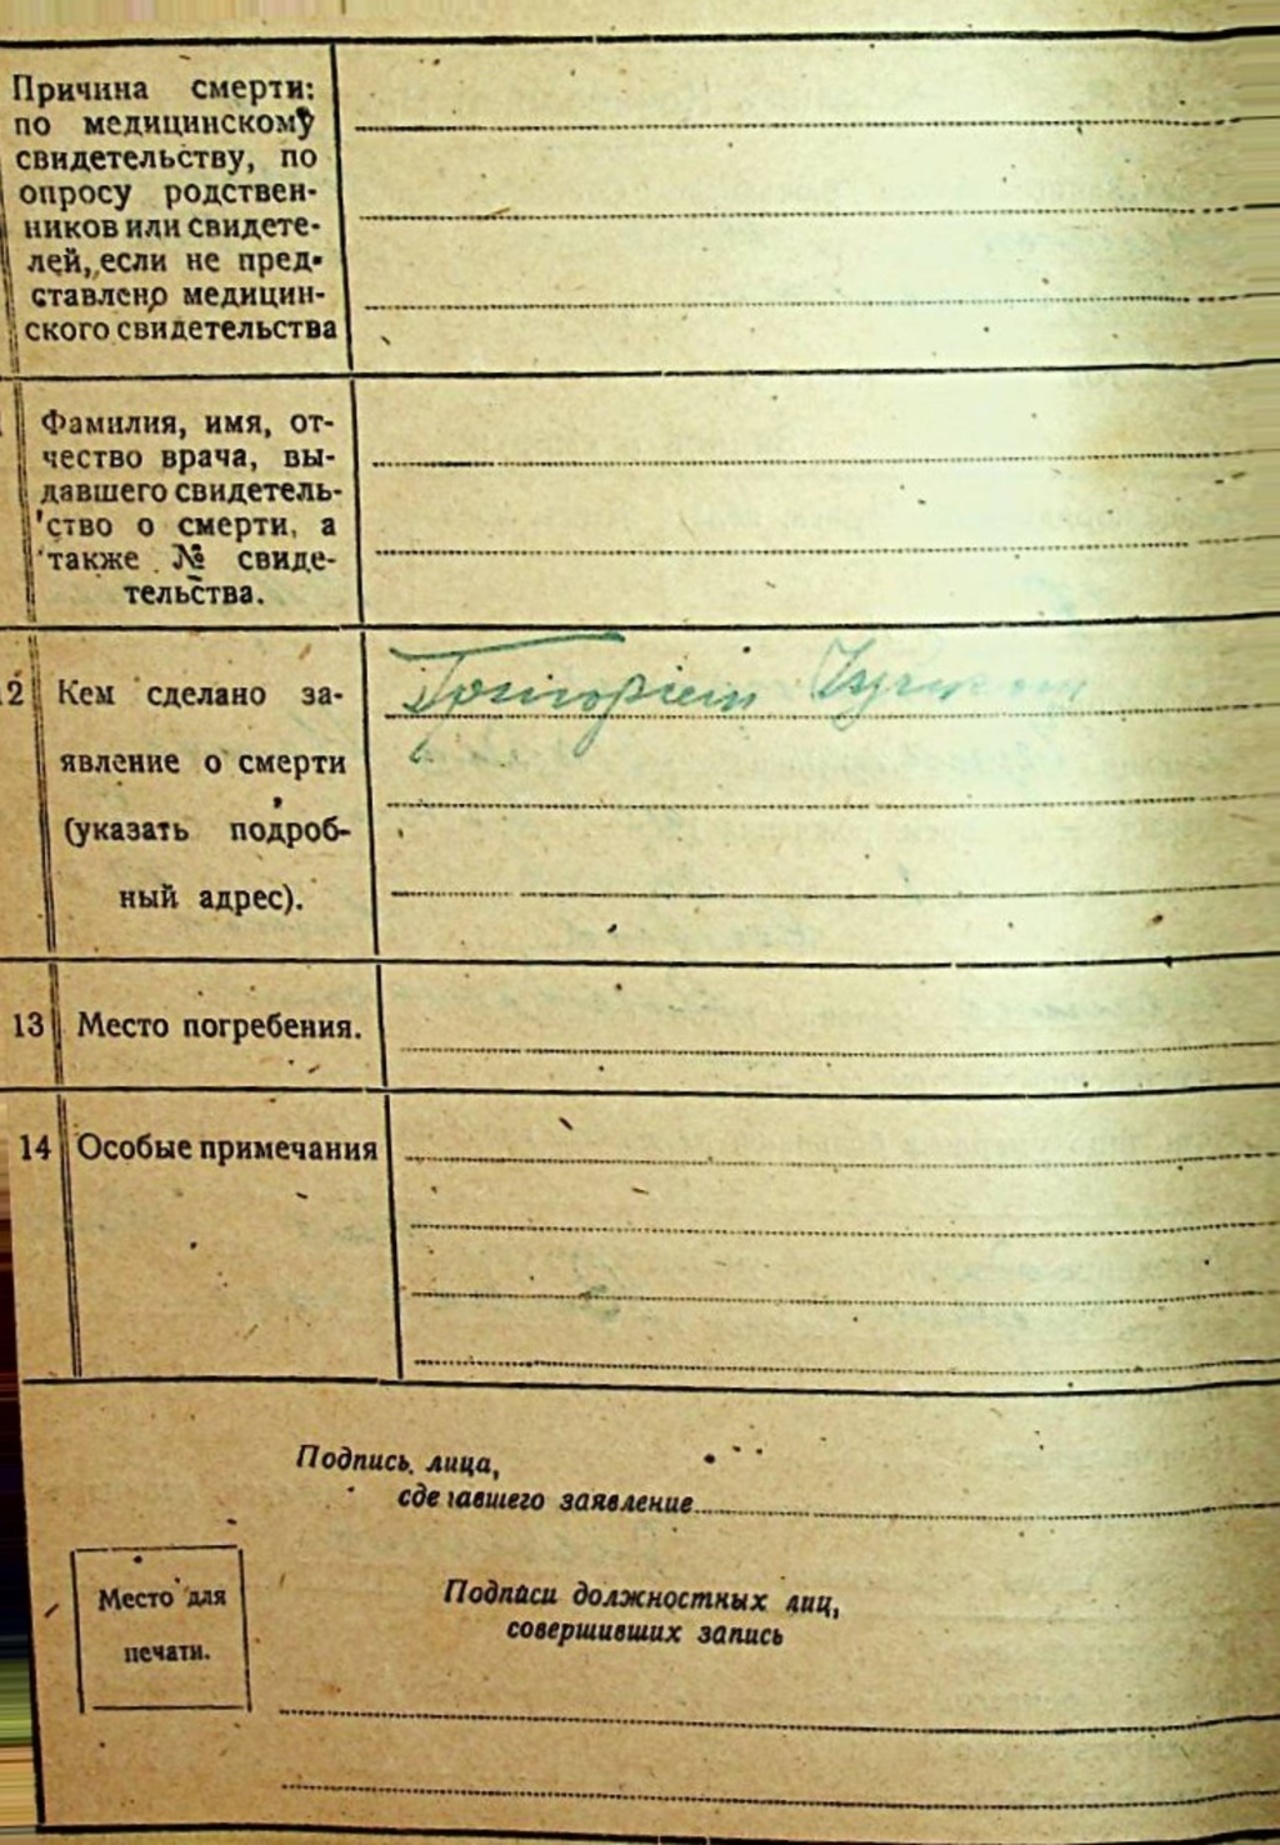 Причина смерти:
по медицинскому
свидетельству, по
опросу родствен-
ников или свидете-
лей, если не пред-
ставлено медицин-
ского свидетельства
Фамилия, имя, от-
чество врача, вы-
давшего свидетель-
ство о смерти, а
также № свиде-
тельства.
2 Кем сделано за-
явление о смерти
(указать подроб-
ный адрес).
Григорием
13 Место погребения.
14 Особые примечания
Подпись лица,
сделавшего заявление
Место для
печати.
Подписи должностных лиц,
совершивших запись